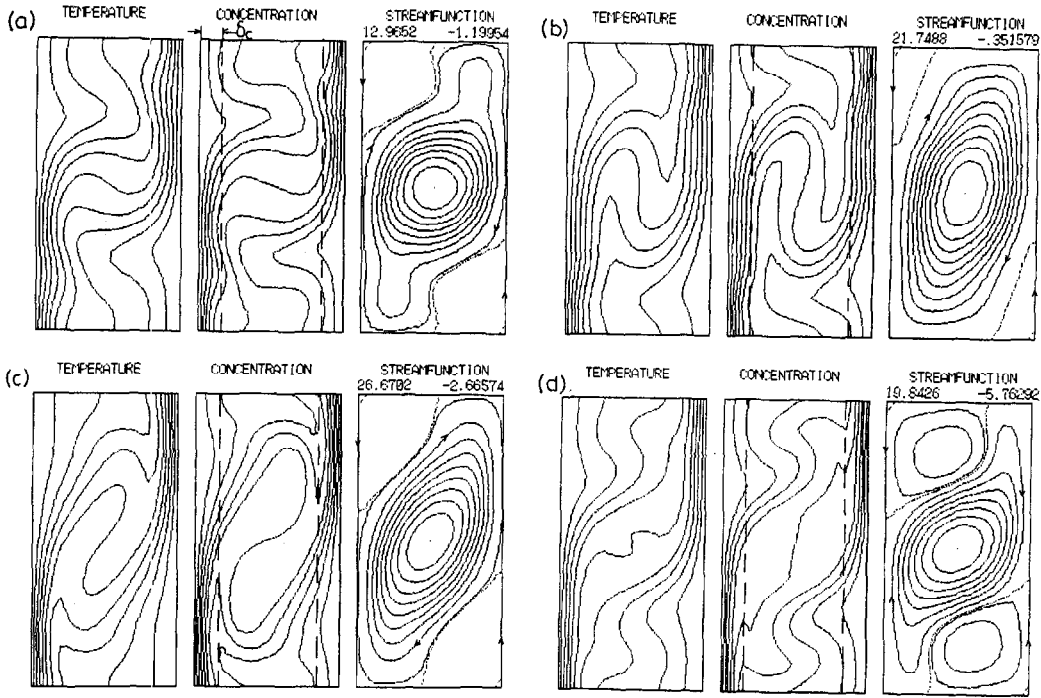 (a)
TEMPERATURE
CONCENTRATION
STREAMFUNCTION
δc
12.9652 -1.19954
(b)
TEMPERATURE
CONCENTRATION
STREAMFUNCTION
21.7488 -.351579
(c)
TEMPERATURE
CONCENTRATION
STREAMFUNCTION
26.6702 -2.66574
(d)
TEMPERATURE
CONCENTRATION
STREAMFUNCTION
19.8426 -5.76292